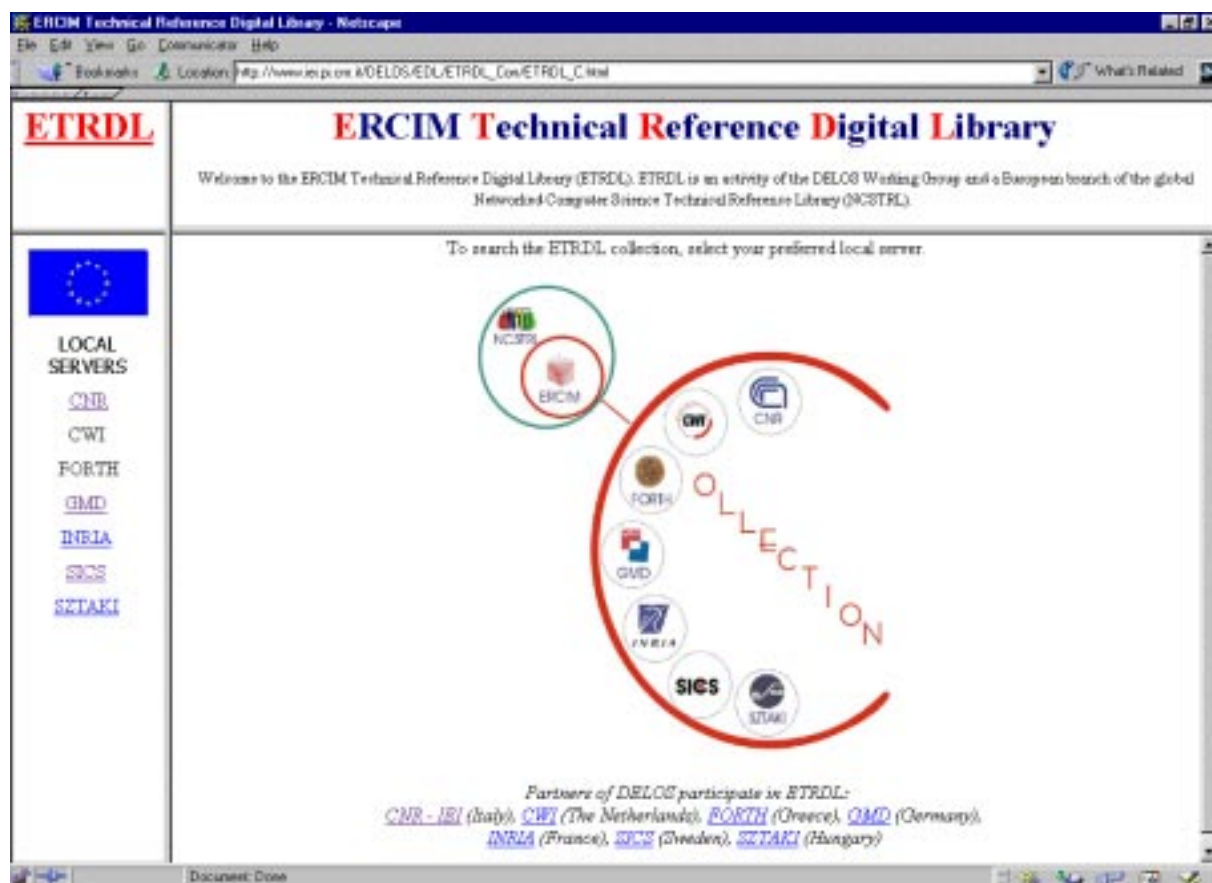 ERCIM Technical Reference Digital Library - Netscape
File Edit View Go Communicator Help
Bookmarks Location: What's Related
ETRDL
ERCIM Technical Reference Digital Library
Welcome to the ERCIM Technical Reference Digital Library (ETRDL). ETRDL is an activity of the DELOS Working Group and a European branch of the global
Networked Computer Science Technical Reference Library (NCSTRL).
To search the ETRDL collection, select your preferred local server.
LOCAL
SERVERS
CNR
CWI
FORTH
GMD
INRIA
SICS
SZTAKI
NCSTRL
ERCIM
CNR
CWI
FORTH
GMD
INRIA
SICS
SZTAKI
OLLECTION
Partners of DELOS participate in ETRDL:
CNR - IEI (Italy), CWI (The Netherlands), FORTH (Greece), GMD (Germany),
INRIA (France), SICS (Sweden), SZTAKI (Hungary)
Document: Done